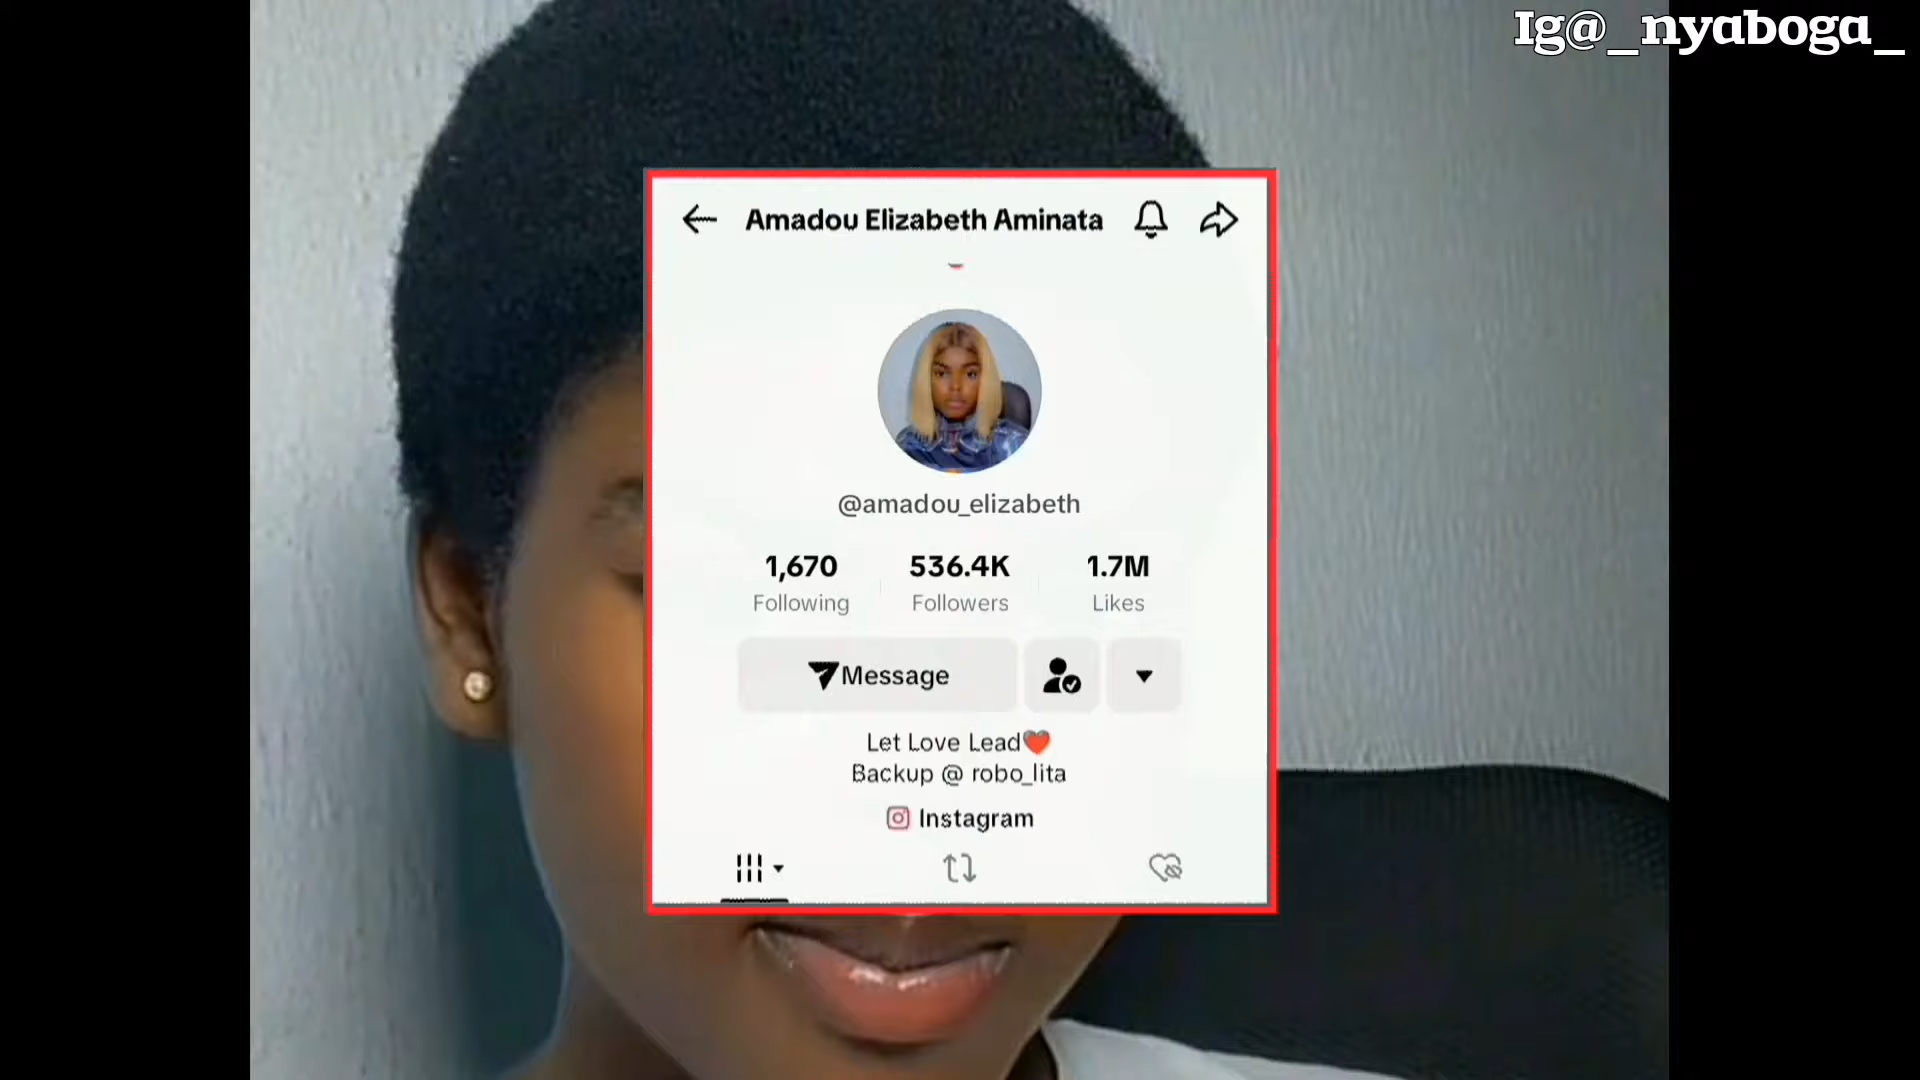 Ig@_nyaboga_
Amadou Elizabeth Aminata
@amadou_elizabeth
1,670 536.4K 1.7M
Following Followers Likes
Message
Let Love Lead❤️
Backup @ robo_lita
Instagram